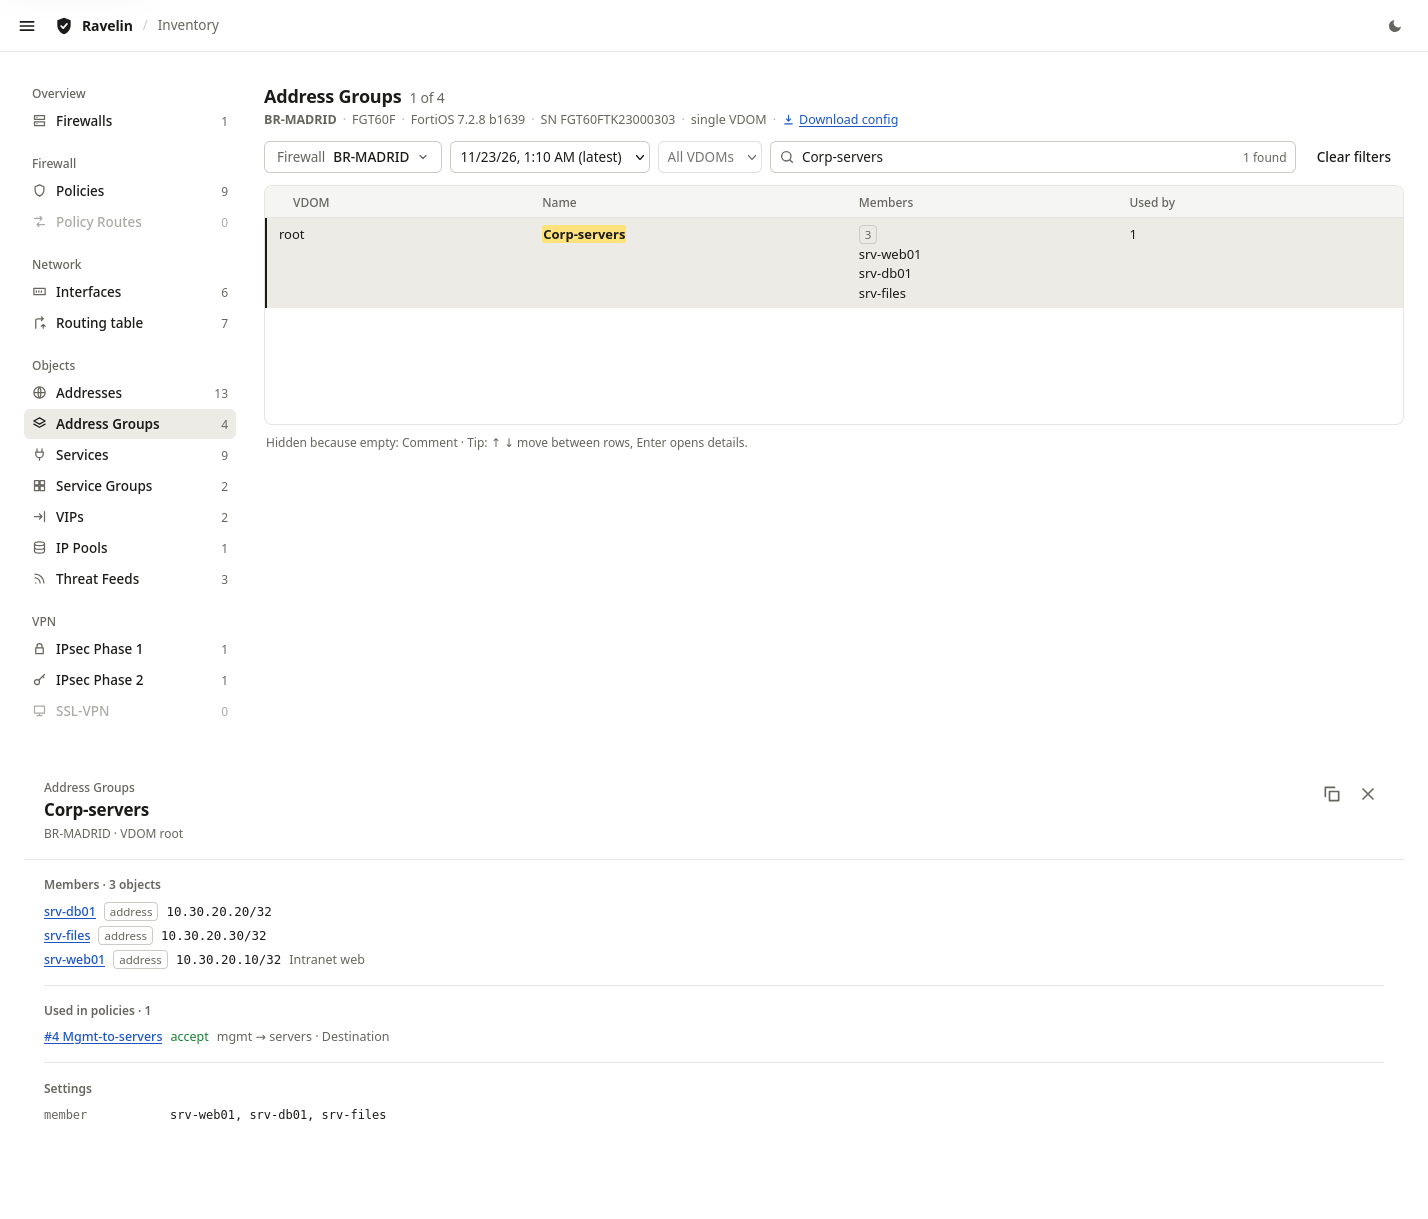 Ravelin / Inventory
Overview
Firewalls 1
Firewall
Policies 9
Policy Routes 0
Network
Interfaces 6
Routing table 7
Objects
Addresses 13
Address Groups 4
Services 9
Service Groups 2
VIPs 2
IP Pools 1
Threat Feeds 3
VPN
IPsec Phase 1 1
IPsec Phase 2 1
SSL-VPN 0
Address Groups 1 of 4
BR-MADRID · FGT60F · FortiOS 7.2.8 b1639 · SN FGT60FTK23000303 · single VDOM · Download config
Firewall BR-MADRID 11/23/26, 1:10 AM (latest) All VDOMs Corp-servers 1 found Clear filters
VDOM Name Members Used by
root Corp-servers 3 1
srv-web01
srv-db01
srv-files
Hidden because empty: Comment · Tip: ↑ ↓ move between rows, Enter opens details.
Address Groups
Corp-servers
BR-MADRID · VDOM root
Members · 3 objects
srv-db01 address 10.30.20.20/32
srv-files address 10.30.20.30/32
srv-web01 address 10.30.20.10/32 Intranet web
Used in policies · 1
#4 Mgmt-to-servers accept mgmt → servers · Destination
Settings
member srv-web01, srv-db01, srv-files